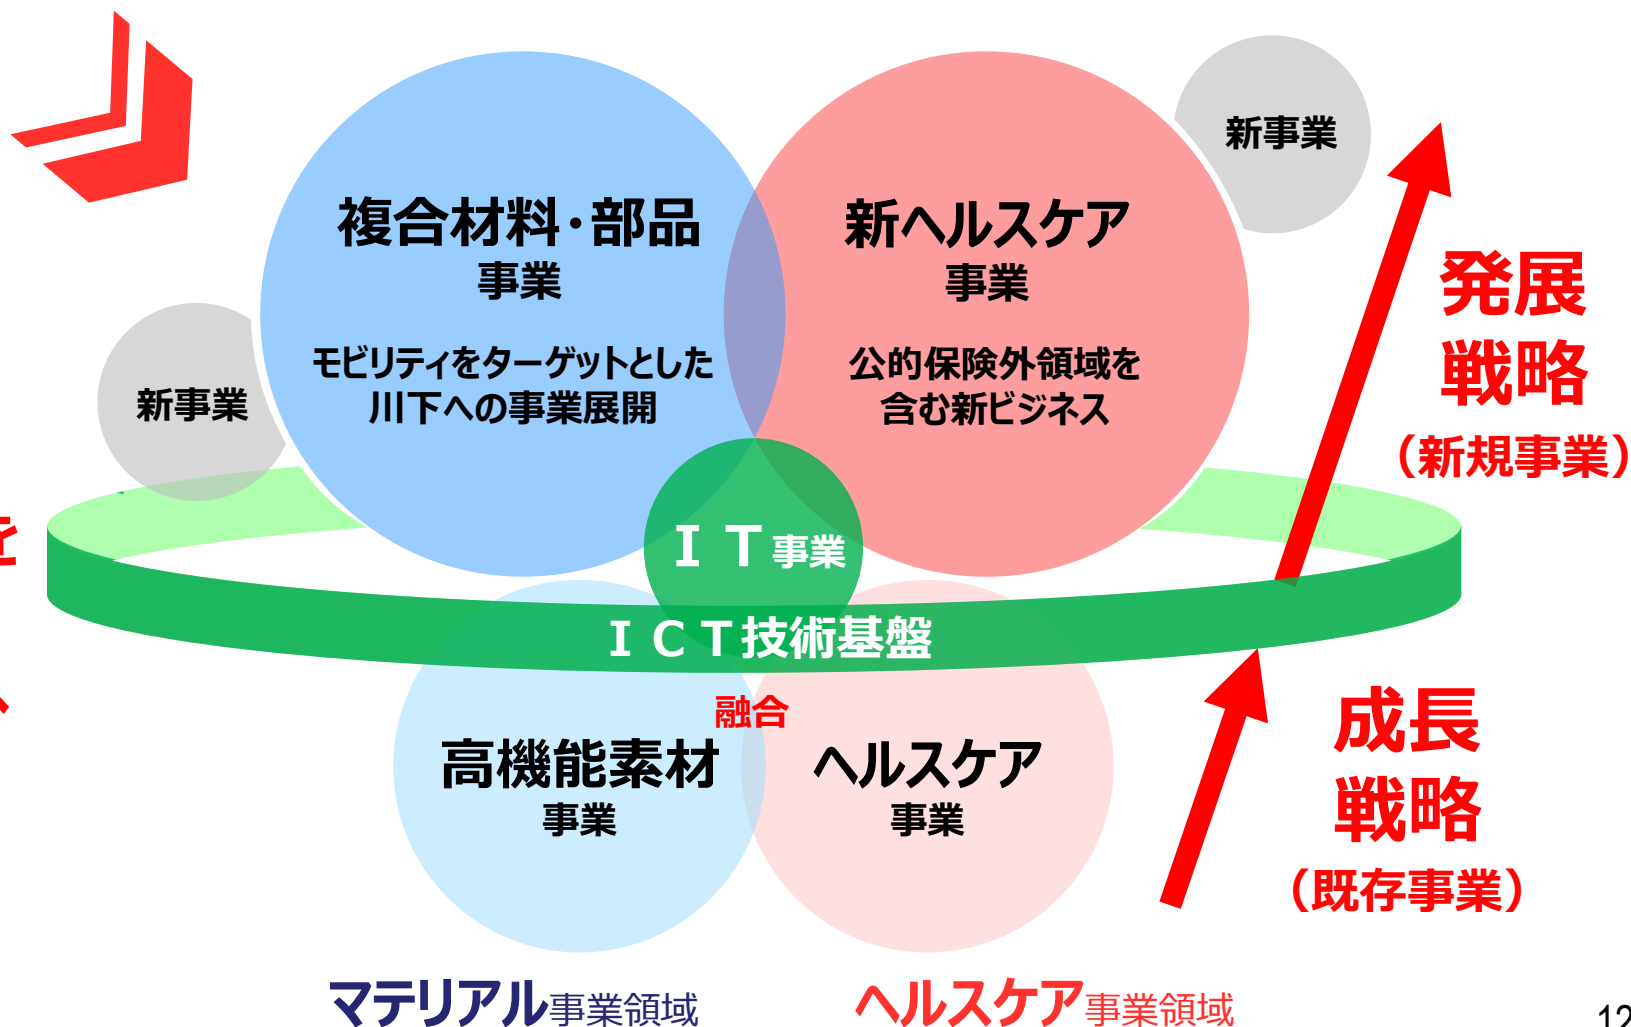 新事業
複合材料・部品
事業
モビリティをターゲットとした
川下への事業展開
新ヘルスケア
事業
公的保険外領域を
含む新ビジネス
新事業
発展
戦略
（新規事業）
を
ＩＴ事業
ＩＣＴ技術基盤
融合
高機能素材
事業
ヘルスケア
事業
成長
戦略
（既存事業）
マテリアル事業領域
ヘルスケア事業領域
12